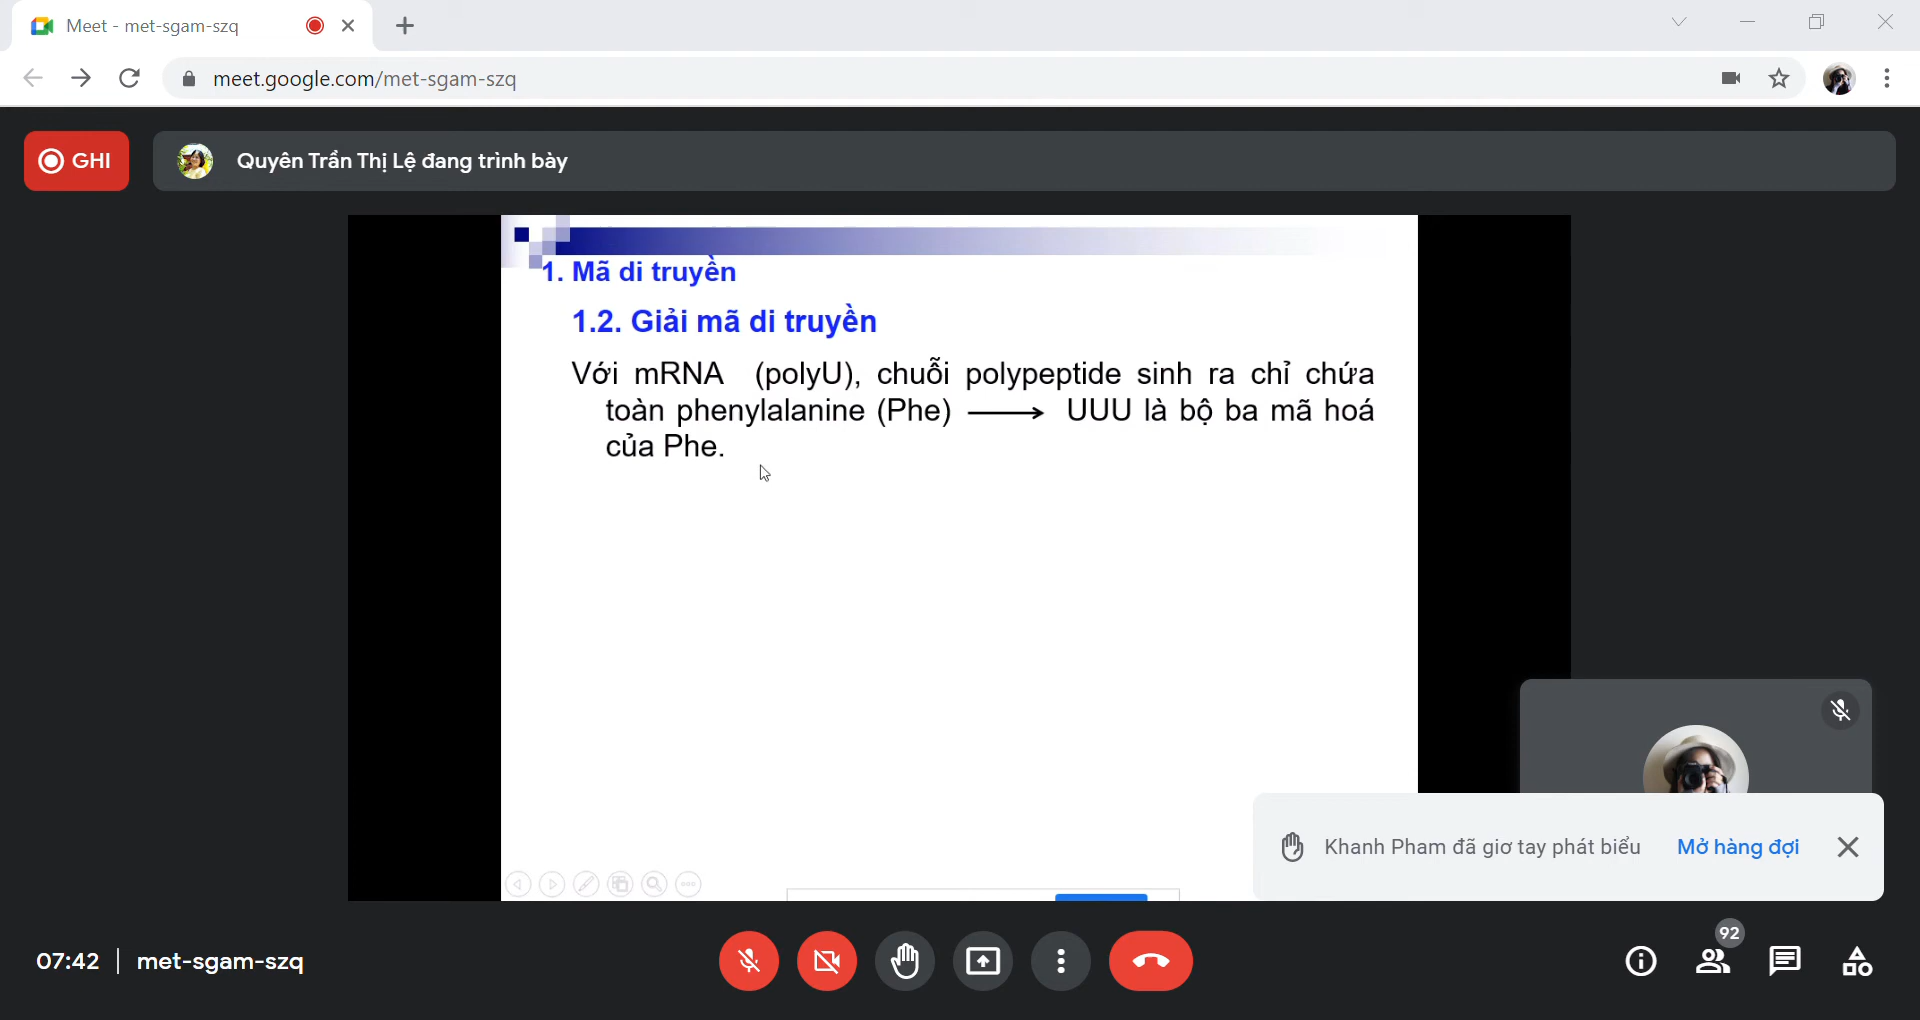 Meet - met-sgam-szq
meet.google.com/met-sgam-szq
GHI
Quyên Trần Thị Lệ đang trình bày
1. Mã di truyền
1.2. Giải mã di truyền
Với mRNA (polyU), chuỗi polypeptide sinh ra chỉ chứa
toàn phenylalanine (Phe) ⟶ UUU là bộ ba mã hoá
của Phe.
Khanh Pham đã giơ tay phát biểu Mở hàng đợi
07:42 | met-sgam-szq
92